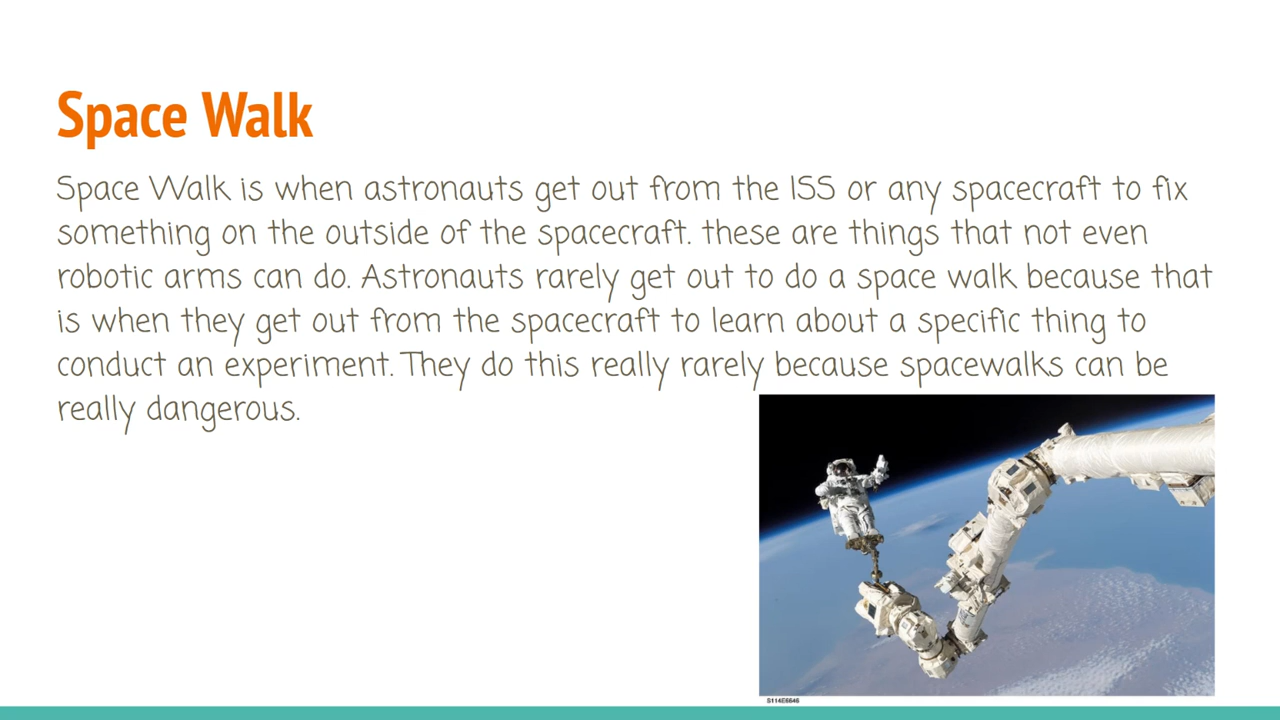 Space Walk
Space Walk is when astronauts get out from the ISS or any spacecraft to fix
something on the outside of the spacecraft. these are things that not even
robotic arms can do. Astronauts rarely get out to do a space walk because that
is when they get out from the spacecraft to learn about a specific thing to
conduct an experiment. They do this really rarely because spacewalks can be
really dangerous.
S114E6646